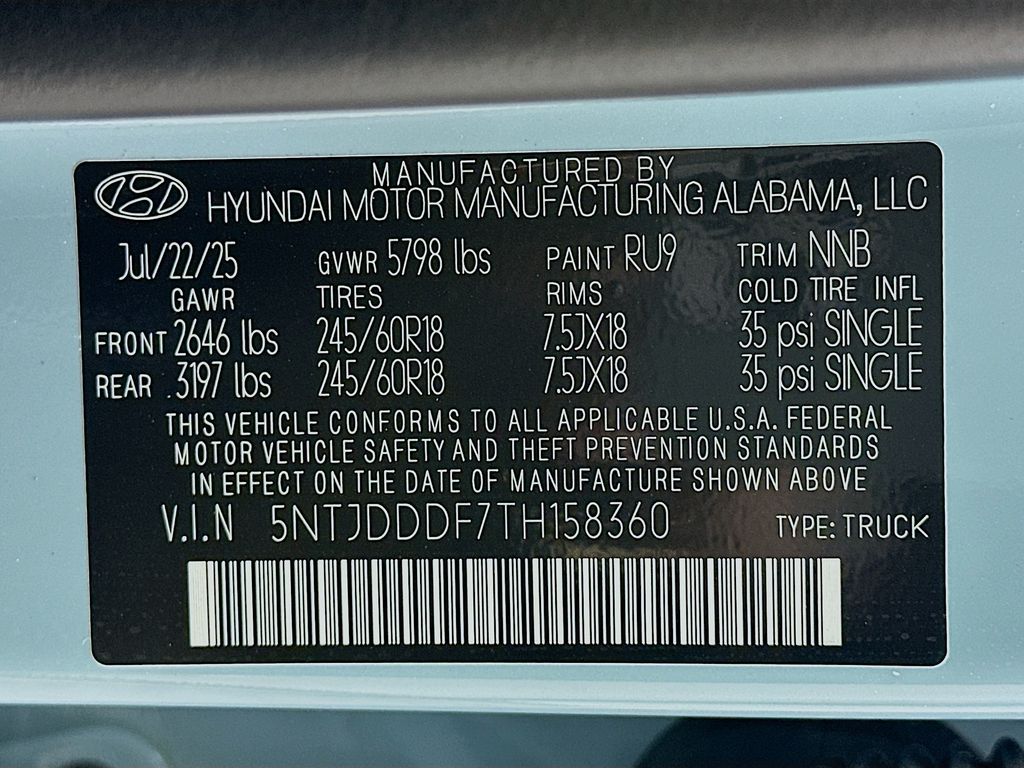 MANUFACTURED BY
HYUNDAI MOTOR MANUFACTURING ALABAMA, LLC
Jul/22/25 GVWR 5798 lbs PAINT RU9 TRIM NNB
GAWR TIRES RIMS COLD TIRE INFL
FRONT 2646 lbs 245/60R18 7.5JX18 35 psi SINGLE
REAR 3197 lbs 245/60R18 7.5JX18 35 psi SINGLE
THIS VEHICLE CONFORMS TO ALL APPLICABLE U.S.A. FEDERAL
MOTOR VEHICLE SAFETY AND THEFT PREVENTION STANDARDS
IN EFFECT ON THE DATE OF MANUFACTURE SHOWN ABOVE
V.I.N 5NTJDDDF7TH158360 TYPE: TRUCK